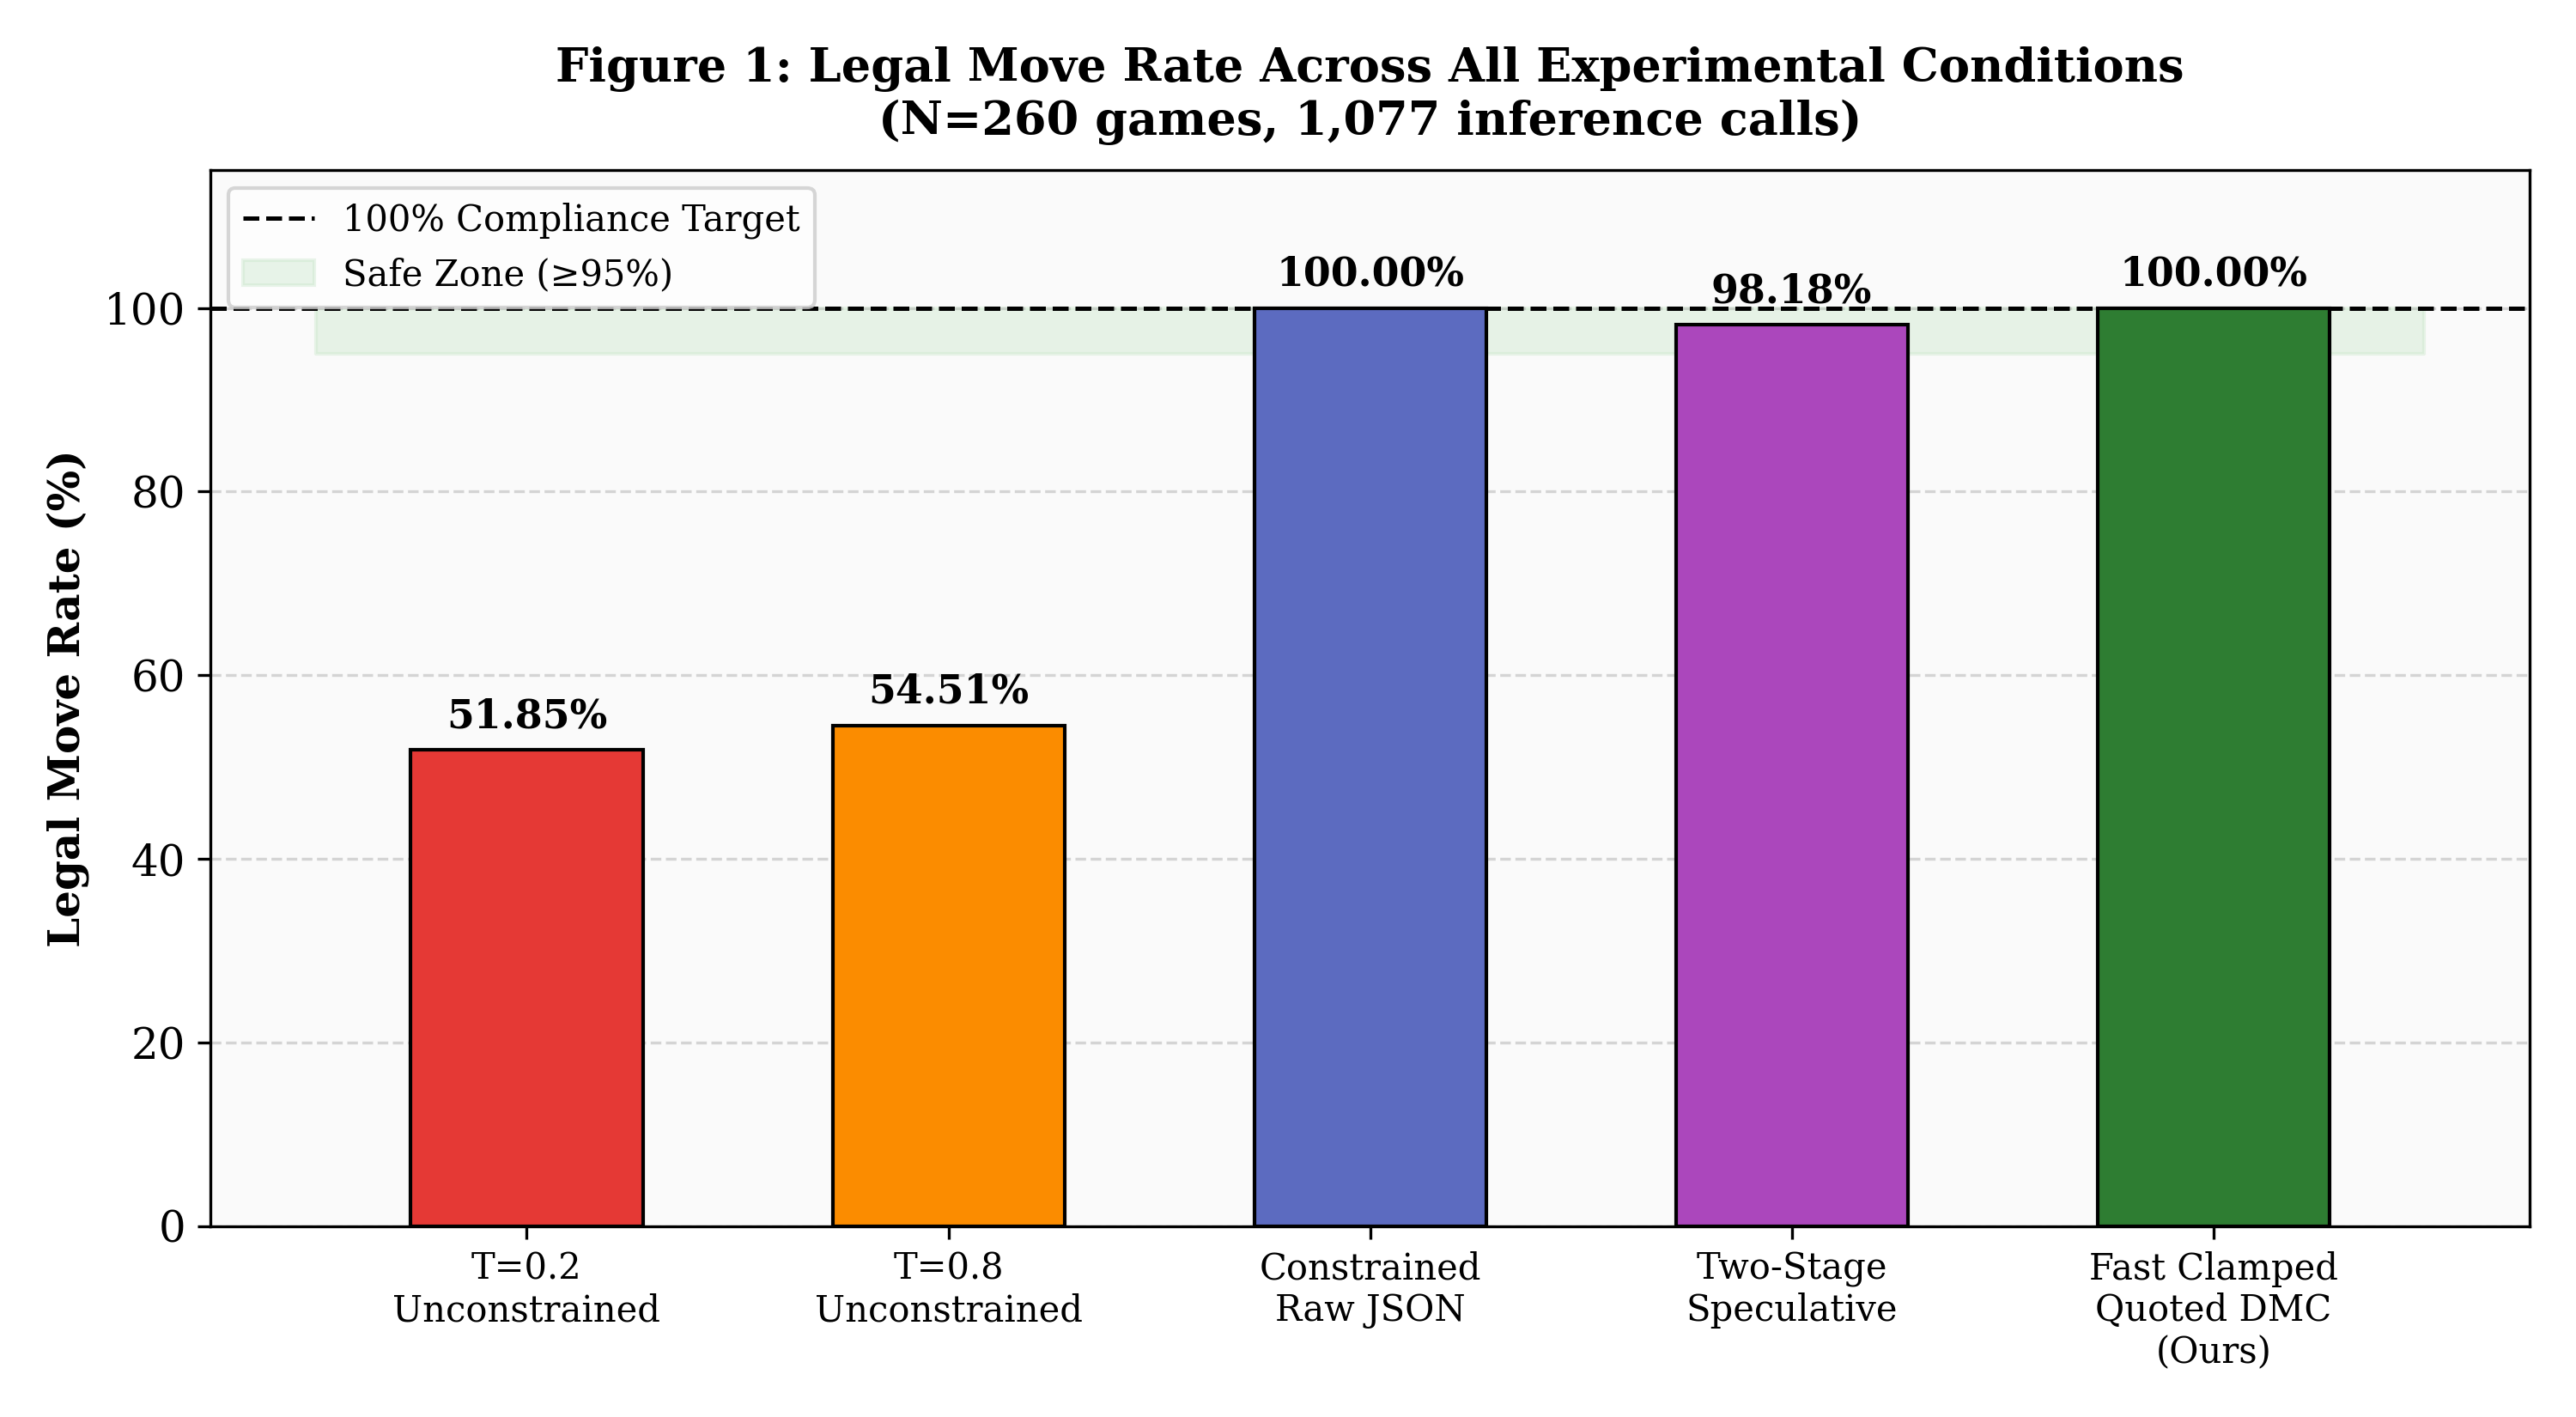 Figure 1: Legal Move Rate Across All Experimental Conditions
(N=260 games, 1,077 inference calls)
100% Compliance Target
Safe Zone (≥95%)
Legal Move Rate (%)
100
80
60
40
20
0
51.85%
54.51%
100.00%
98.18%
100.00%
T=0.2
Unconstrained
T=0.8
Unconstrained
Constrained
Raw JSON
Two-Stage
Speculative
Fast Clamped
Quoted DMC
(Ours)